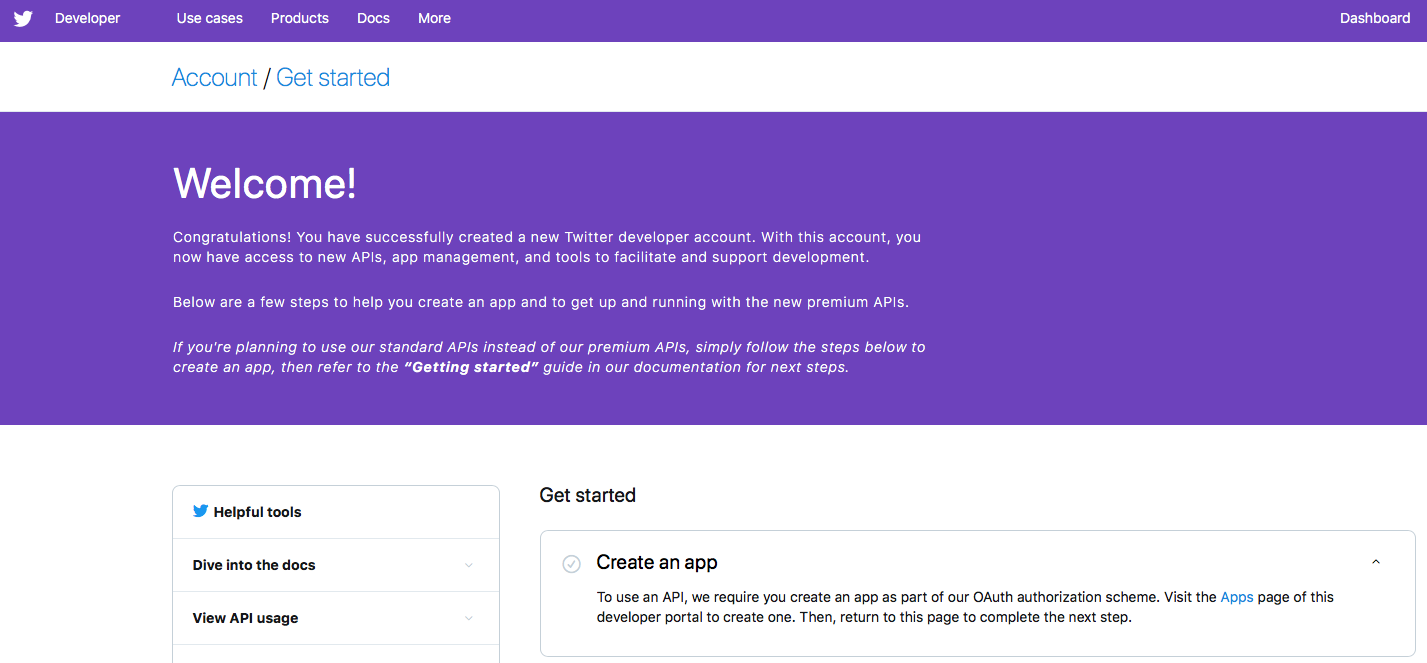 Developer Use cases Products Docs More Dashboard
Account / Get started
Welcome!
Congratulations! You have successfully created a new Twitter developer account. With this account, you
now have access to new APIs, app management, and tools to facilitate and support development.
Below are a few steps to help you create an app and to get up and running with the new premium APIs.
If you're planning to use our standard APIs instead of our premium APIs, simply follow the steps below to
create an app, then refer to the “Getting started” guide in our documentation for next steps.
Helpful tools
Dive into the docs
View API usage
Get started
Create an app
To use an API, we require you create an app as part of our OAuth authorization scheme. Visit the Apps page of this
developer portal to create one. Then, return to this page to complete the next step.